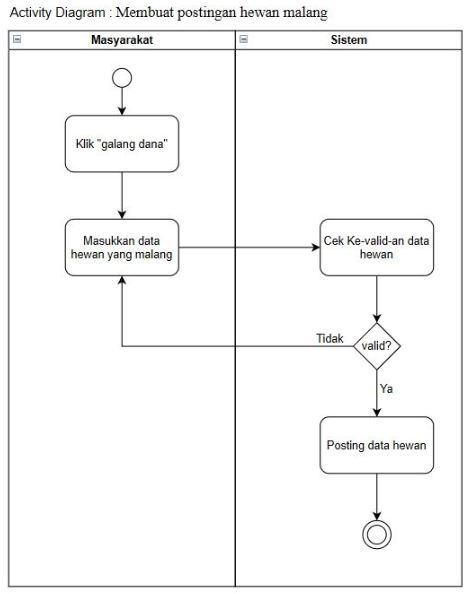 Activity Diagram : Membuat postingan hewan malang
Masyarakat
Sistem
Klik "galang dana"
Masukkan data
hewan yang malang
Cek Ke-valid-an data
hewan
Tidak
valid?
Ya
Posting data hewan